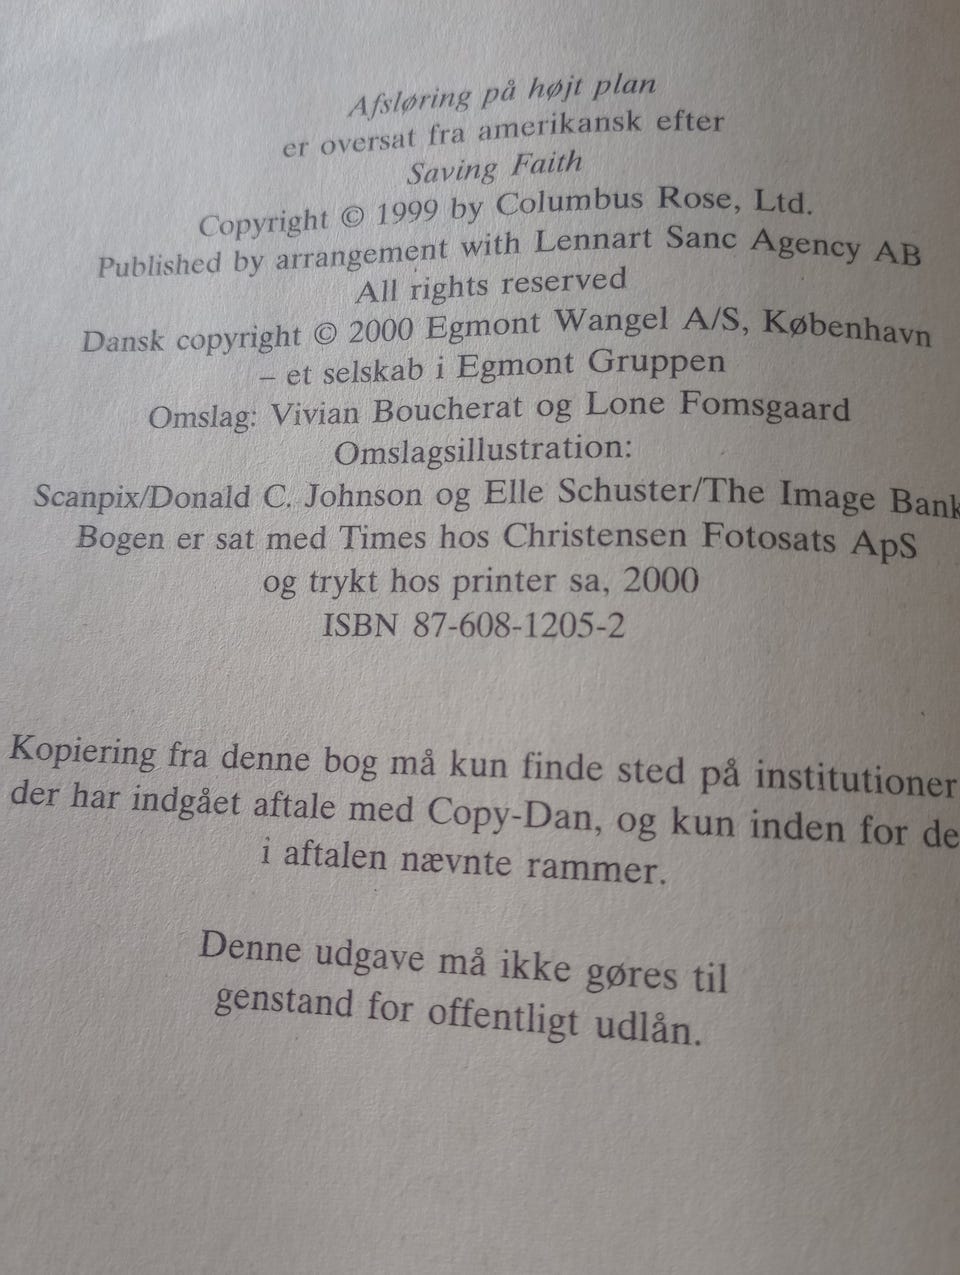 Afsløring på højt plan
er oversat fra amerikansk efter
Saving Faith
Copyright © 1999 by Columbus Rose, Ltd.
Published by arrangement with Lennart Sanc Agency AB
All rights reserved
Dansk copyright © 2000 Egmont Wangel A/S, København
– et selskab i Egmont Gruppen
Omslag: Vivian Boucherat og Lone Fomsgaard
Omslagsillustration:
Scanpix/Donald C. Johnson og Elle Schuster/The Image Bank
Bogen er sat med Times hos Christensen Fotosats ApS
og trykt hos printer sa, 2000
ISBN 87-608-1205-2
Kopiering fra denne bog må kun finde sted på institutioner
der har indgået aftale med Copy-Dan, og kun inden for de
i aftalen nævnte rammer.
Denne udgave må ikke gøres til
genstand for offentligt udlån.